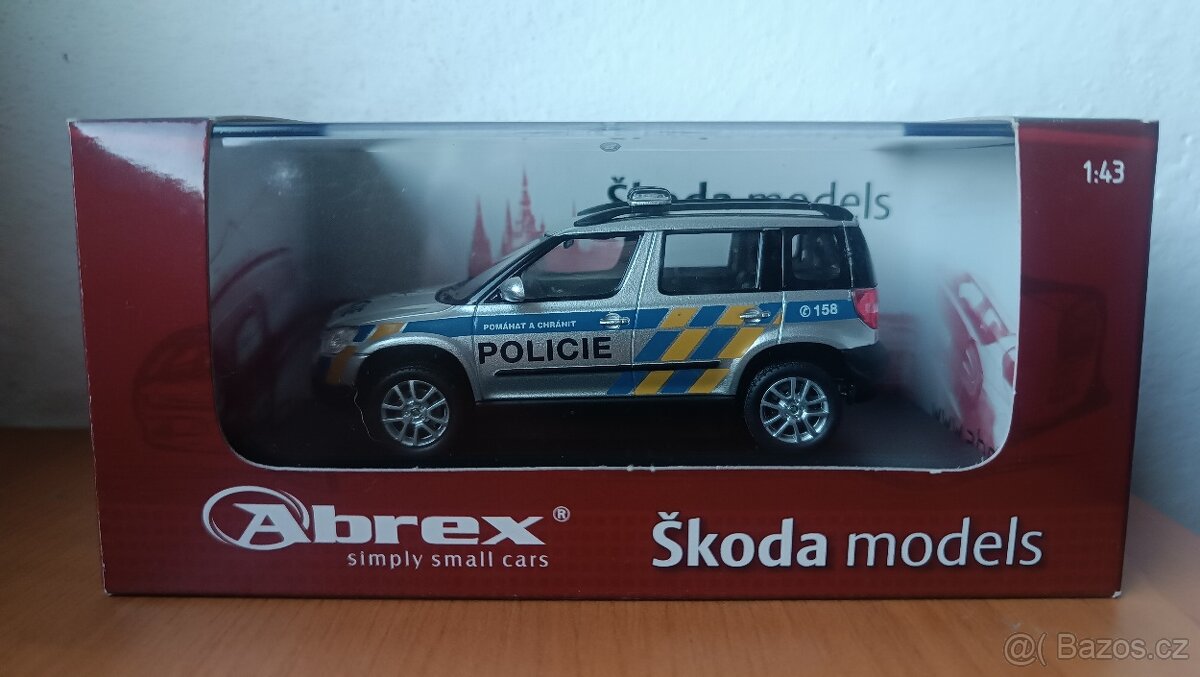 1:43
Škoda models
POMÁHAT A CHRÁNIT
✆ 158
POLICIE
Abrex®
simply small cars
Škoda models
@( Bazos.cz